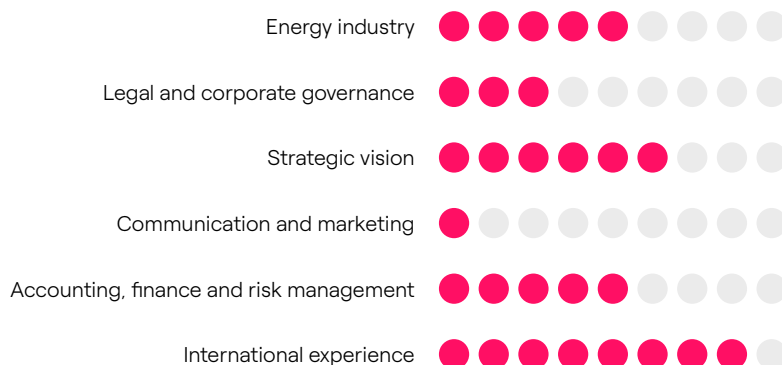 Energy industry
Legal and corporate governance
Strategic vision
Communication and marketing
Accounting, finance and risk management
International experience